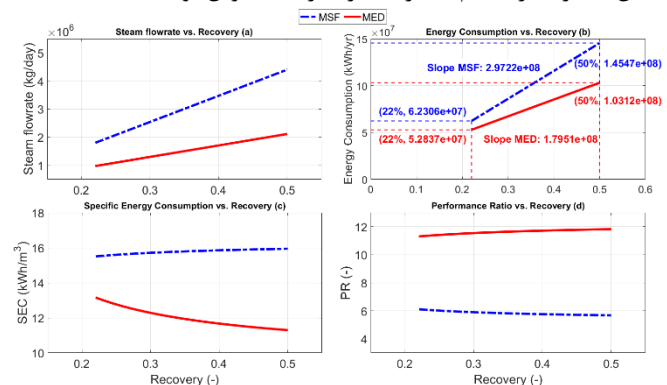 MSF MED
Steam flowrate vs. Recovery (a)
×10⁶
Steam flowrate (kg/day)
6
5
4
3
2
1
0.2 0.3 0.4 0.5
Energy Consumption vs. Recovery (b)
×10⁷
Energy Consumption (kWh/yr)
15
10
5
0
0 0.1 0.2 0.3 0.4 0.5 0.6
Slope MSF: 2.9722e+08
(50%, 1.4547e+08)
(50%, 1.0312e+08)
(22%, 6.2306e+07)
(22%, 5.2837e+07)
Slope MED: 1.7951e+08
Specific Energy Consumption vs. Recovery (c)
SEC (kWh/m³)
18
16
14
12
10
0.2 0.3 0.4 0.5
Recovery (-)
Performance Ratio vs. Recovery (d)
PR (-)
12
10
8
6
4
0.2 0.3 0.4 0.5
Recovery (-)